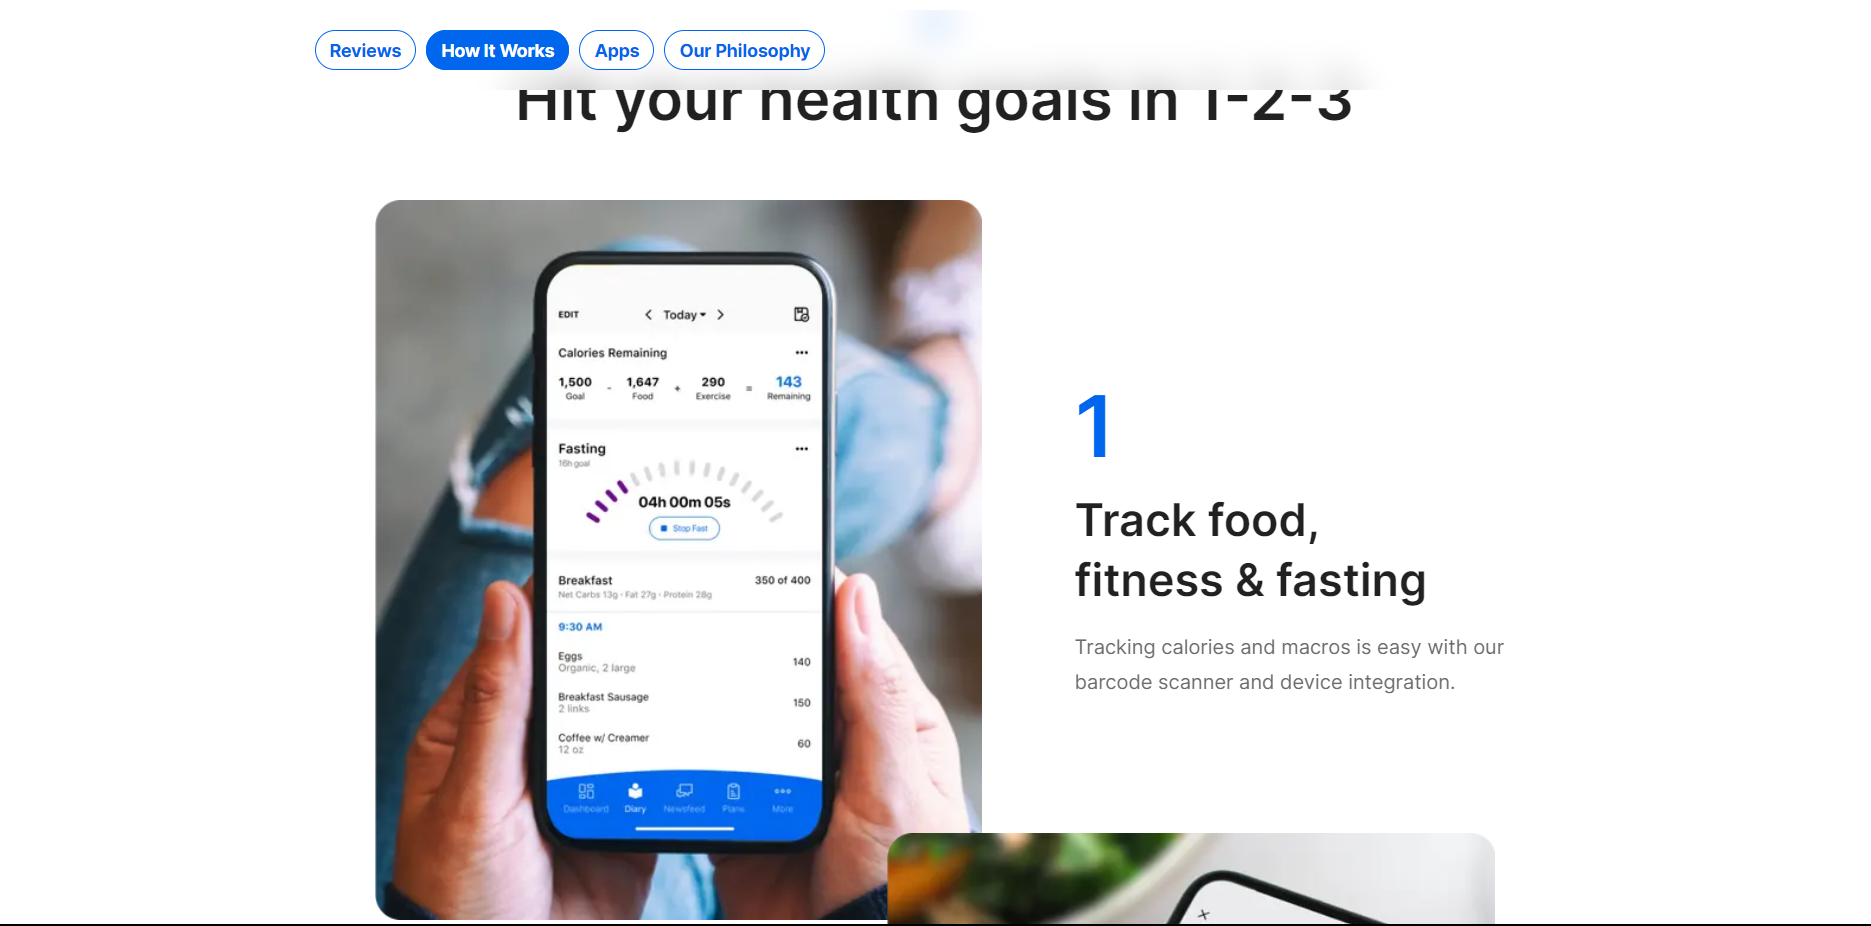 Reviews How It Works Apps Our Philosophy
Hit your health goals in 1-2-3
EDIT Today
Calories Remaining
1,500 - 1,647 + 290 = 143
Goal Food Exercise Remaining
Fasting
16h goal
04h 00m 05s
Stop Fast
Breakfast 350 of 400
Net Carbs 13g · Fat 27g · Protein 28g
9:30 AM
Eggs 140
Organic, 2 large
Breakfast Sausage 150
2 links
Coffee w/ Creamer 60
12 oz
Dashboard Diary Newsfeed Plans More
1
Track food,
fitness & fasting
Tracking calories and macros is easy with our
barcode scanner and device integration.